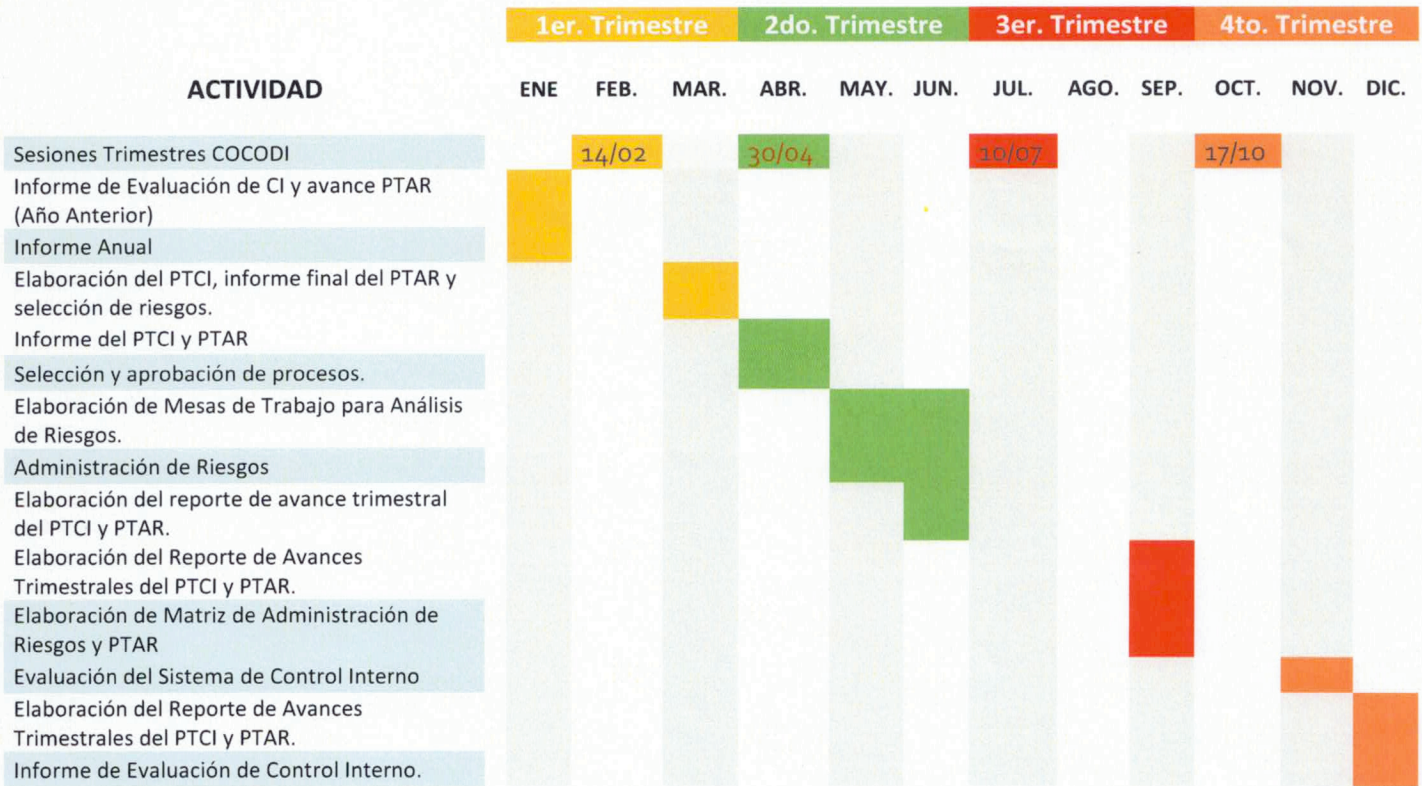 1er. Trimestre 2do. Trimestre 3er. Trimestre 4to. Trimestre
ACTIVIDAD ENE FEB. MAR. ABR. MAY. JUN. JUL. AGO. SEP. OCT. NOV. DIC.
Sesiones Trimestres COCODI 14/02 30/04 10/07 17/10
Informe de Evaluación de CI y avance PTAR
(Año Anterior)
Informe Anual
Elaboración del PTCI, informe final del PTAR y
selección de riesgos.
Informe del PTCI y PTAR
Selección y aprobación de procesos.
Elaboración de Mesas de Trabajo para Análisis
de Riesgos.
Administración de Riesgos
Elaboración del reporte de avance trimestral
del PTCI y PTAR.
Elaboración del Reporte de Avances
Trimestrales del PTCI y PTAR.
Elaboración de Matriz de Administración de
Riesgos y PTAR
Evaluación del Sistema de Control Interno
Elaboración del Reporte de Avances
Trimestrales del PTCI y PTAR.
Informe de Evaluación de Control Interno.